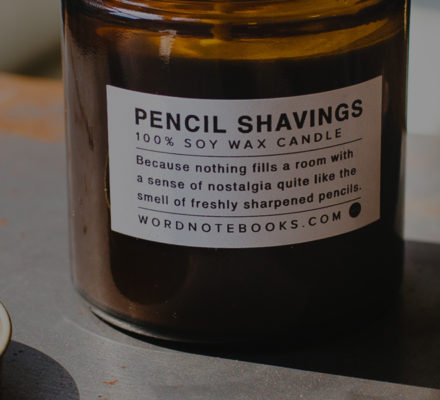 PENCIL SHAVINGS
100% SOY WAX CANDLE
Because nothing fills a room with
a sense of nostalgia quite like the
smell of freshly sharpened pencils.
WORDNOTEBOOKS.COM